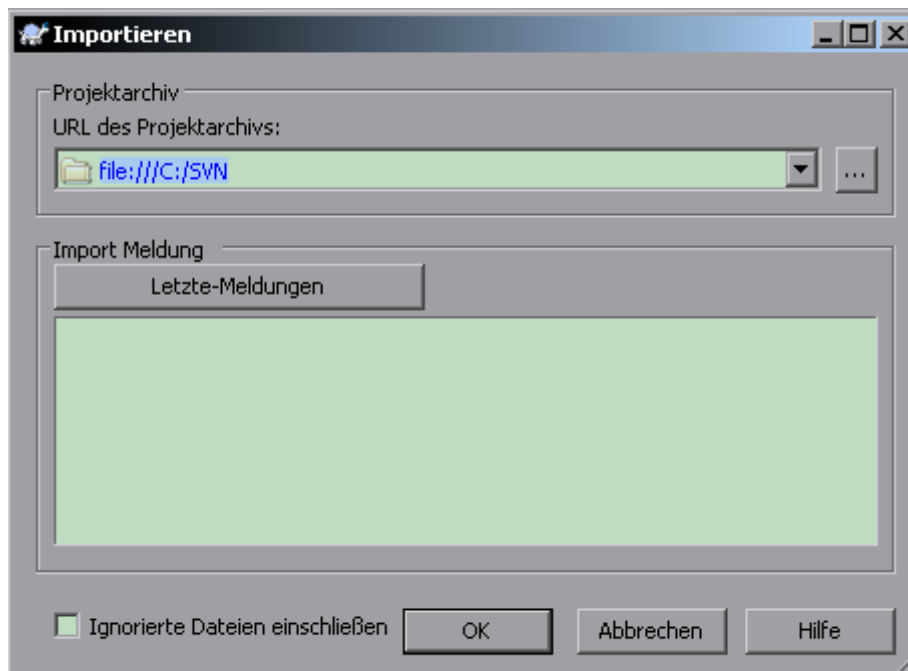 Importieren
Projektarchiv
URL des Projektarchivs:
file:///C:/SVN
...
Import Meldung
Letzte-Meldungen
Ignorierte Dateien einschließen
OK
Abbrechen
Hilfe